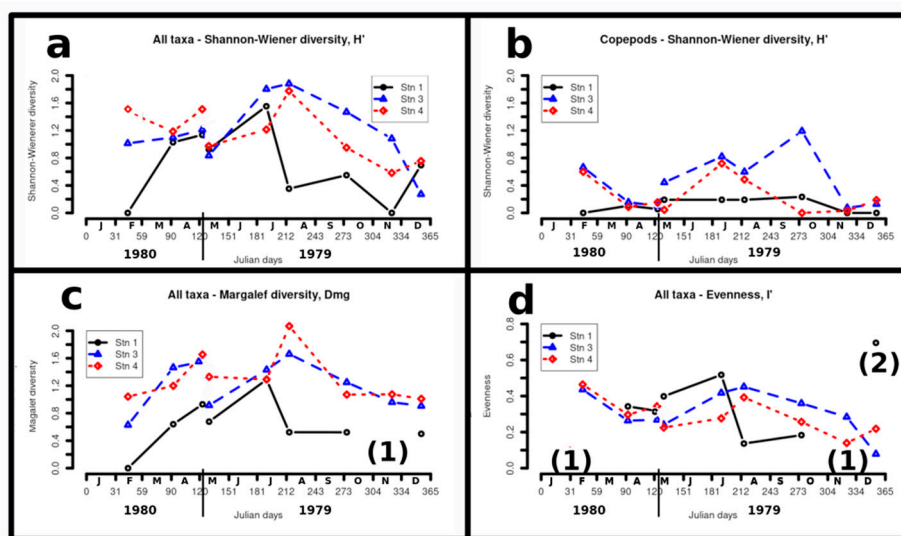 a
All taxa - Shannon-Wiener diversity, H'
Shannon-Wienerer diversity
2.0
1.6
1.2
0.8
0.4
0.0
Stn 1
Stn 3
Stn 4
J F M A M J J A S O N D
0 31 59 90 120 151 181 212 243 273 304 334 365
1980 1979
Julian days
b
Copepods - Shannon-Wiener diversity, H'
Shannon-Wiener diversity
2.0
1.6
1.2
0.8
0.4
0.0
Stn 1
Stn 3
Stn 4
J F M A M J J A S O N D
0 31 59 90 120 151 181 212 243 273 304 334 365
1980 1979
Julian days
c
All taxa - Margalef diversity, Dmg
Magalef diversity
2.0
1.6
1.2
0.8
0.4
0.0
Stn 1
Stn 3
Stn 4
(1)
J F M A M J J A S O N D
0 31 59 90 120 151 181 212 243 273 304 334 365
1980 1979
Julian days
d
All taxa - Evenness, I'
Evenness
0.8
0.6
0.4
0.2
0.0
Stn 1
Stn 3
Stn 4
(2)
(1) (1)
J F M A M J J A S O N D
0 31 59 90 120 151 181 212 243 273 304 334 365
1980 1979
Julian days